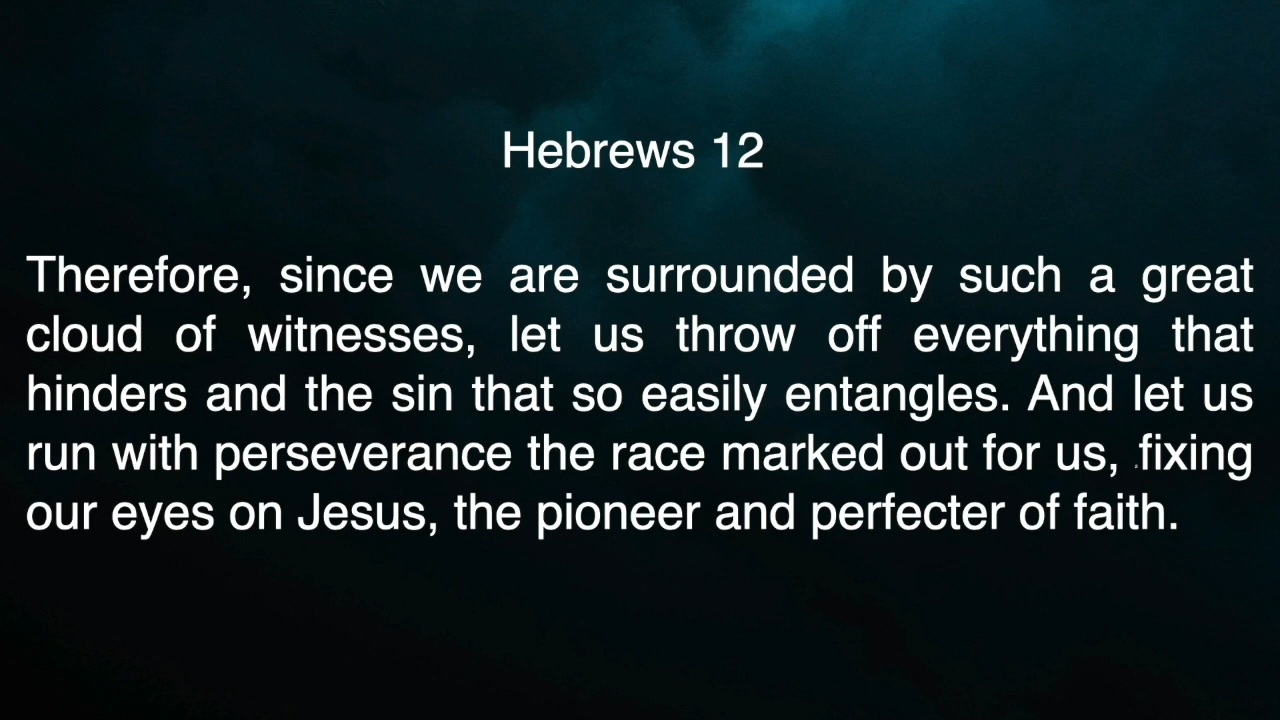 Hebrews 12
Therefore, since we are surrounded by such a great
cloud of witnesses, let us throw off everything that
hinders and the sin that so easily entangles. And let us
run with perseverance the race marked out for us, fixing
our eyes on Jesus, the pioneer and perfecter of faith.